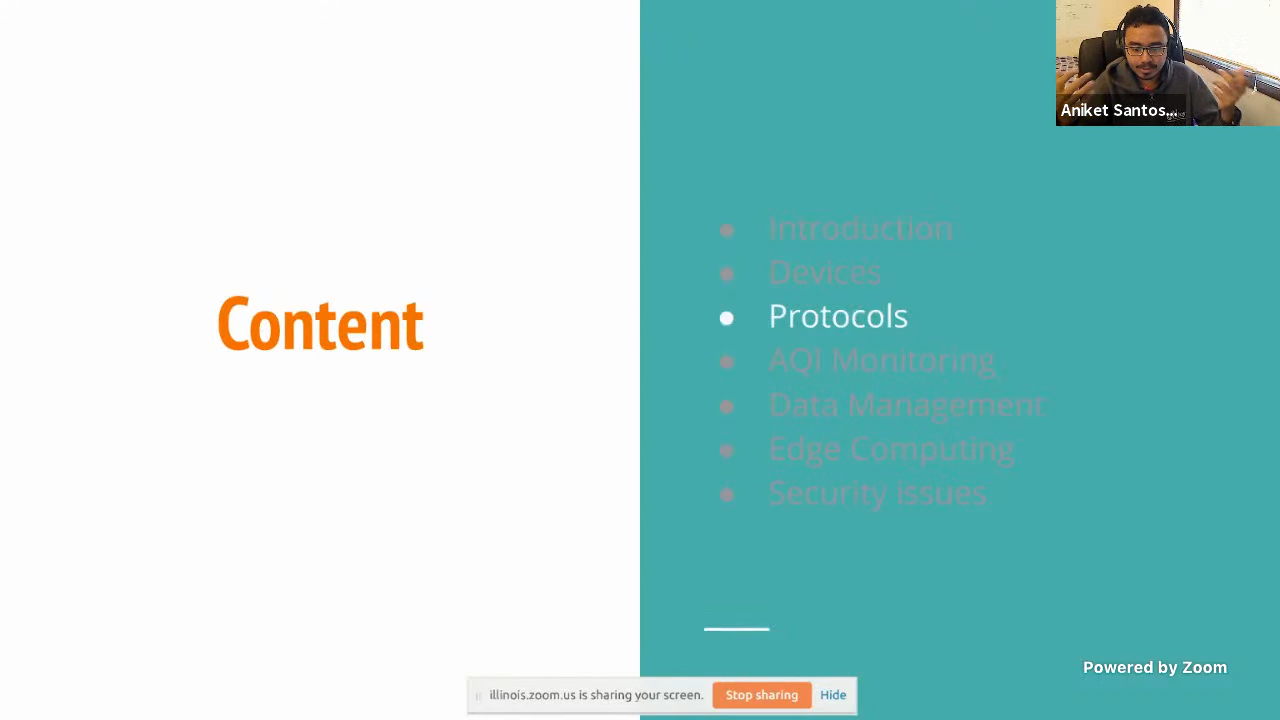 Content
● Introduction
● Devices
● Protocols
● AQI Monitoring
● Data Management
● Edge Computing
● Security issues
Aniket Santos...
Powered by Zoom
illinois.zoom.us is sharing your screen. Stop sharing Hide